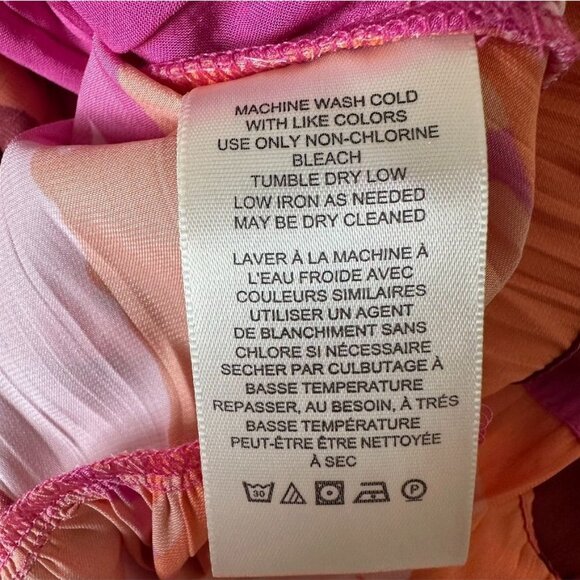 MACHINE WASH COLD
WITH LIKE COLORS
USE ONLY NON-CHLORINE
BLEACH
TUMBLE DRY LOW
LOW IRON AS NEEDED
MAY BE DRY CLEANED
LAVER À LA MACHINE À
L'EAU FROIDE AVEC
COULEURS SIMILAIRES
UTILISER UN AGENT
DE BLANCHIMENT SANS
CHLORE SI NÉCESSAIRE
SECHER PAR CULBUTAGE À
BASSE TEMPERATURE
REPASSER, AU BESOIN, À TRÉS
BASSE TEMPÉRATURE
PEUT-ÊTRE ÊTRE NETTOYÉE
À SEC
30 P